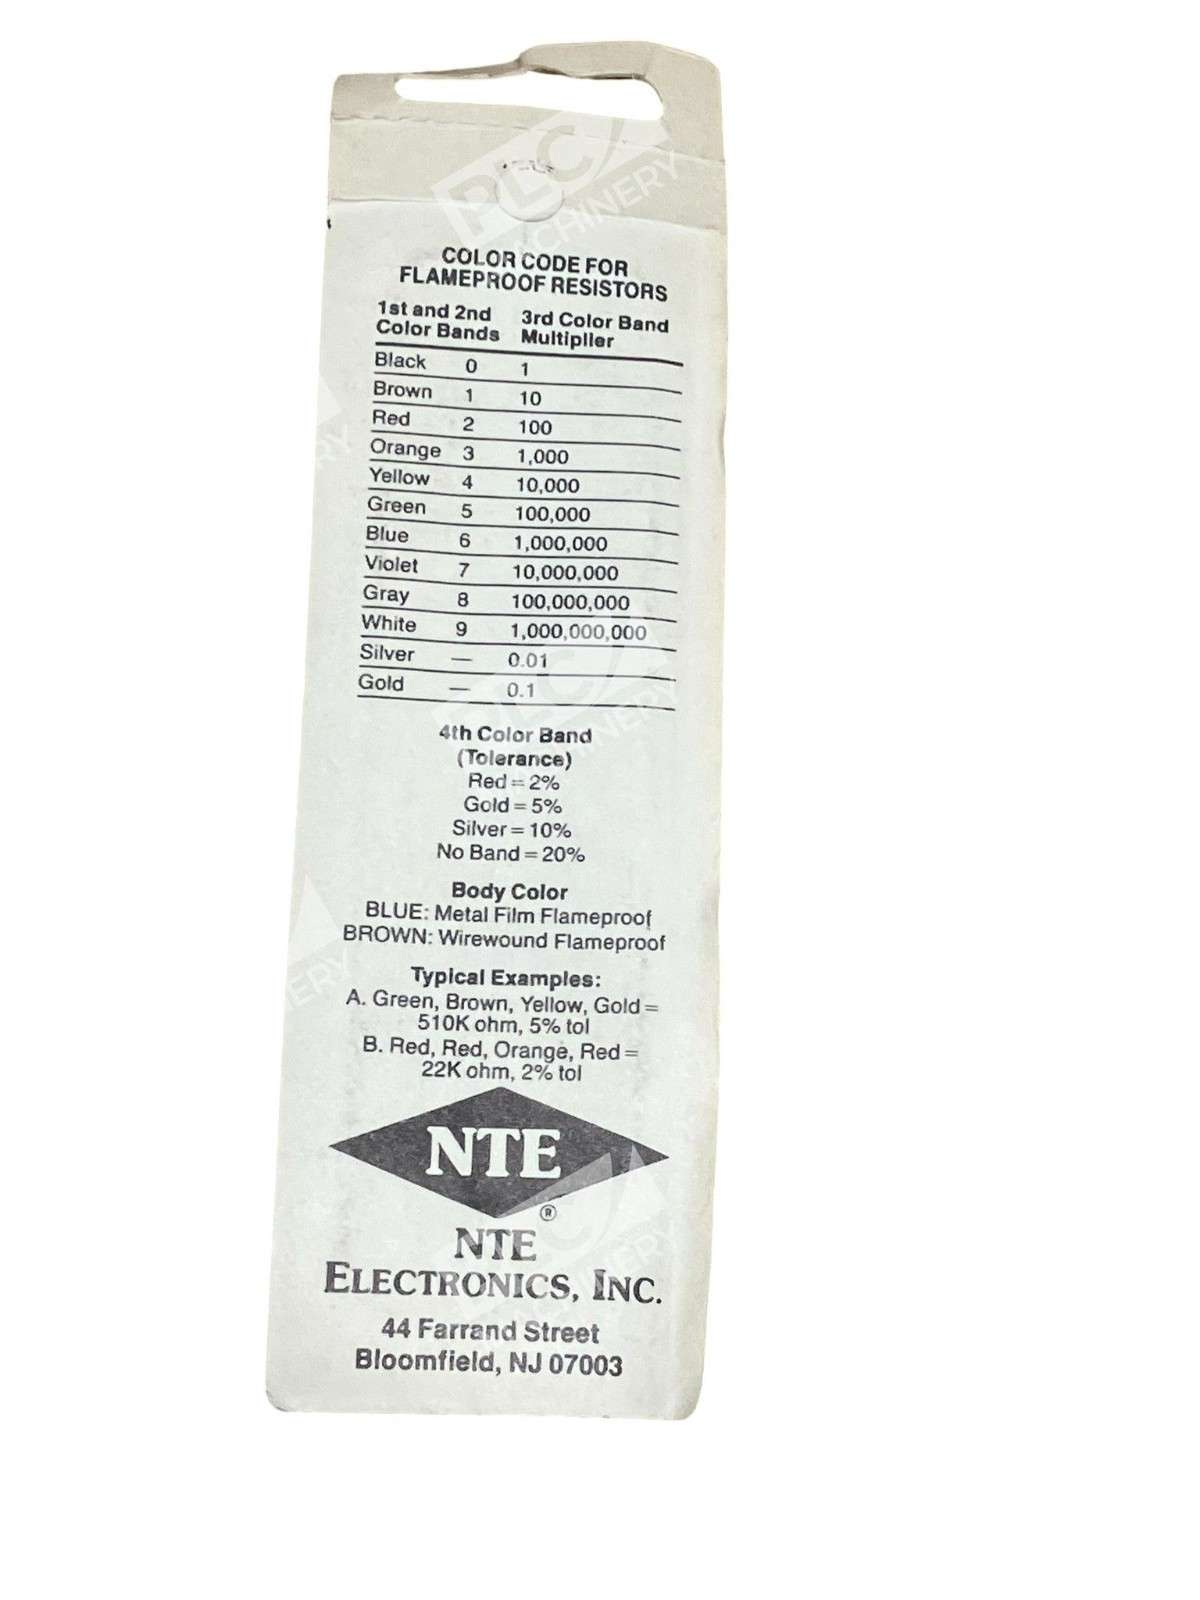 COLOR CODE FOR
FLAMEPROOF RESISTORS
1st and 2nd Color Bands 3rd Color Band Multiplier
Black 0 1
Brown 1 10
Red 2 100
Orange 3 1,000
Yellow 4 10,000
Green 5 100,000
Blue 6 1,000,000
Violet 7 10,000,000
Gray 8 100,000,000
White 9 1,000,000,000
Silver — 0.01
Gold — 0.1
4th Color Band
(Tolerance)
Red = 2%
Gold = 5%
Silver = 10%
No Band = 20%
Body Color
BLUE: Metal Film Flameproof
BROWN: Wirewound Flameproof
Typical Examples:
A. Green, Brown, Yellow, Gold =
510K ohm, 5% tol
B. Red, Red, Orange, Red =
22K ohm, 2% tol
NTE
®
NTE
ELECTRONICS, INC.
44 Farrand Street
Bloomfield, NJ 07003
PLC MACHINERY